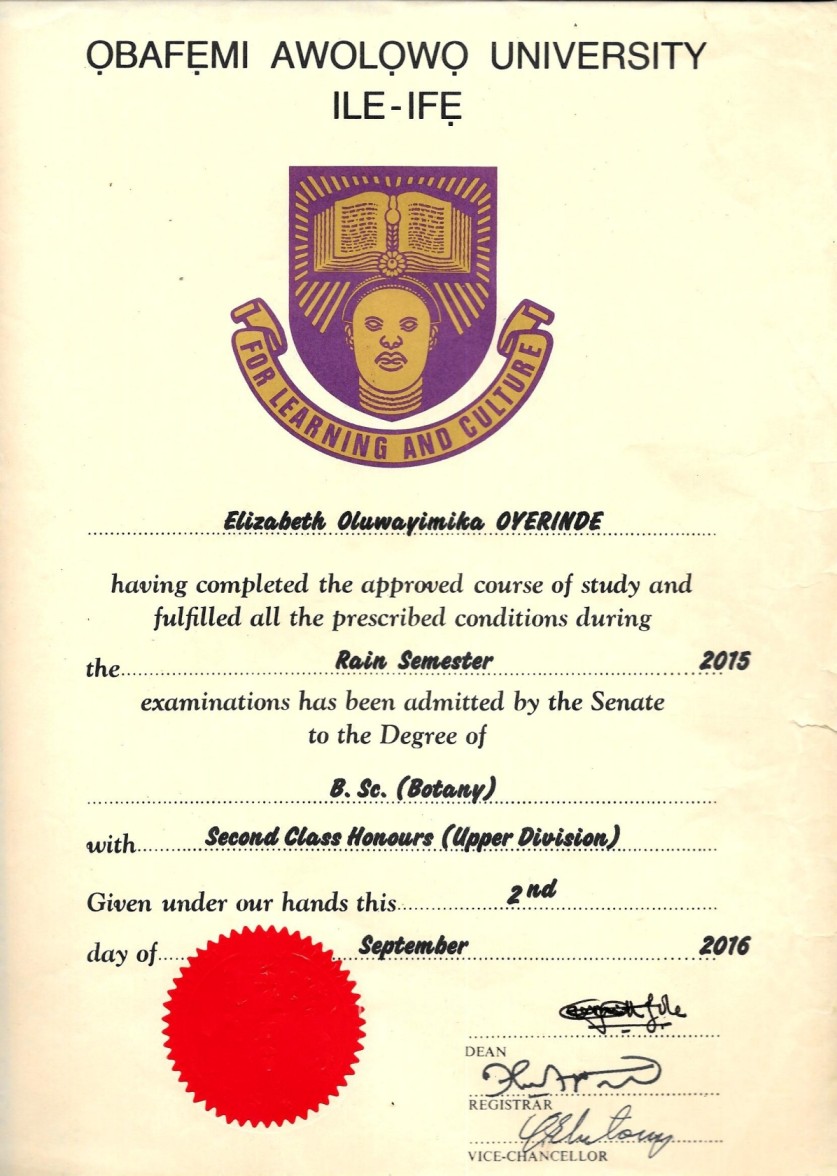 ỌBAFẸMI AWOLỌWỌ UNIVERSITY
ILE-IFẸ
FOR LEARNING AND CULTURE
Elizabeth Oluwayimika OYERINDE
having completed the approved course of study and
fulfilled all the prescribed conditions during
the Rain Semester 2015
examinations has been admitted by the Senate
to the Degree of
B. Sc. (Botany)
with Second Class Honours (Upper Division)
Given under our hands this 2nd
day of September 2016
DEAN
REGISTRAR
VICE-CHANCELLOR